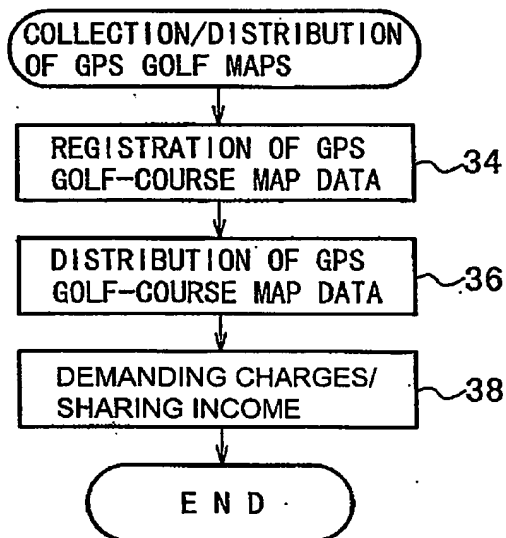 COLLECTION/DISTRIBUTION
OF GPS GOLF MAPS
REGISTRATION OF GPS
GOLF-COURSE MAP DATA
34
DISTRIBUTION OF GPS
GOLF-COURSE MAP DATA
36
DEMANDING CHARGES/
SHARING INCOME
38
END